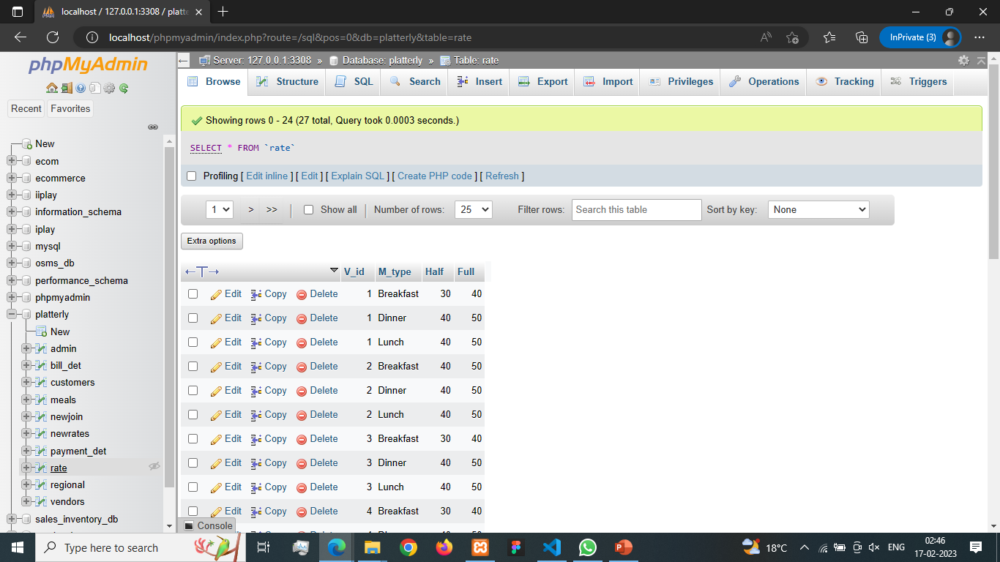 localhost / 127.0.0.1:3308 / platte
localhost/phpmyadmin/index.php?route=/sql&pos=0&db=platterly&table=rate
InPrivate (3)
phpMyAdmin
Recent Favorites
New
ecom
ecommerce
iiplay
information_schema
iplay
mysql
osms_db
performance_schema
phpmyadmin
platterly
New
admin
bill_det
customers
meals
newjoin
newrates
payment_det
rate
regional
vendors
sales_inventory_db
Server: 127.0.0.1:3308 » Database: platterly » Table: rate
Browse Structure SQL Search Insert Export Import Privileges Operations Tracking Triggers
Showing rows 0 - 24 (27 total, Query took 0.0003 seconds.)
SELECT * FROM `rate`
Profiling [ Edit inline ] [ Edit ] [ Explain SQL ] [ Create PHP code ] [ Refresh ]
1 > >> | Show all | Number of rows: 25 Filter rows: Search this table Sort by key: None
Extra options
←T→ V_id M_type Half Full
Edit Copy Delete 1 Breakfast 30 40
Edit Copy Delete 1 Dinner 40 50
Edit Copy Delete 1 Lunch 40 50
Edit Copy Delete 2 Breakfast 40 50
Edit Copy Delete 2 Dinner 40 50
Edit Copy Delete 2 Lunch 40 50
Edit Copy Delete 3 Breakfast 30 40
Edit Copy Delete 3 Dinner 40 50
Edit Copy Delete 3 Lunch 40 50
Edit Copy Delete 4 Breakfast 30 40
Console
Type here to search
18°C ENG 02:46
17-02-2023